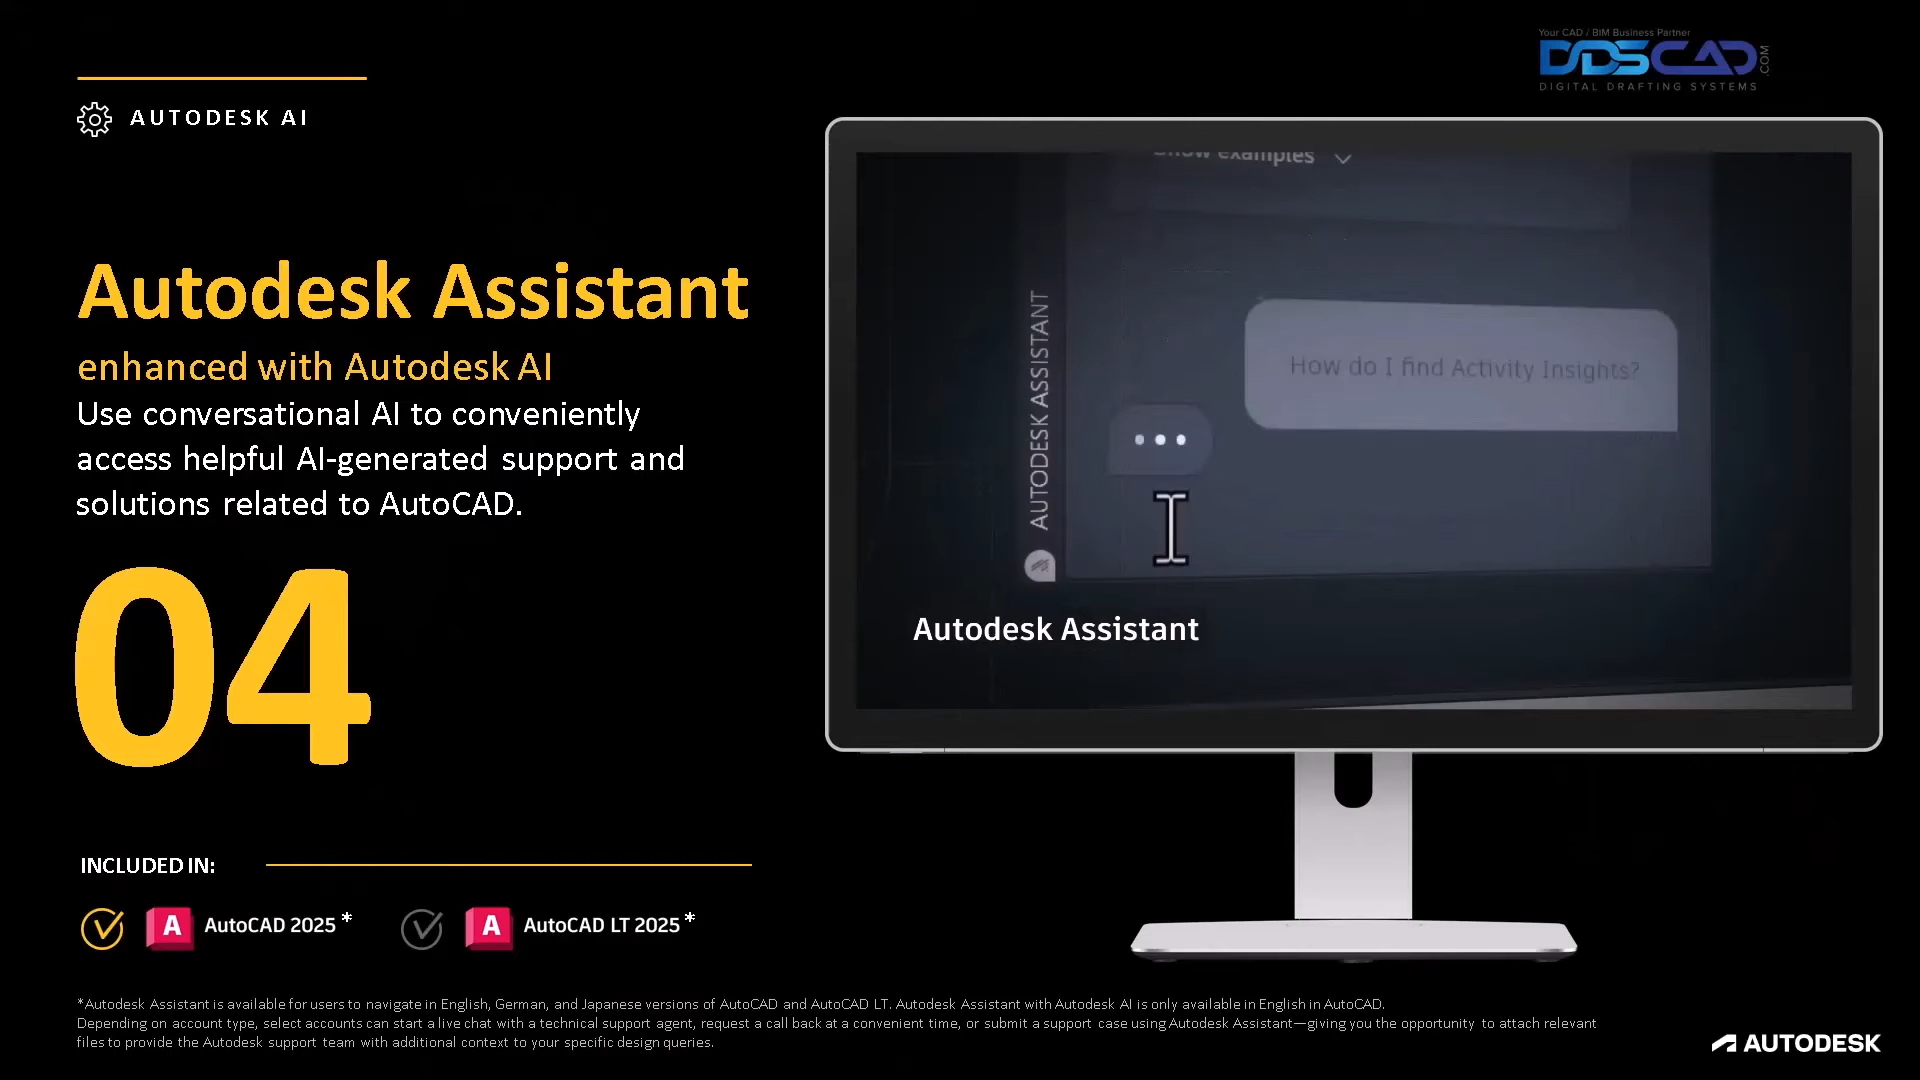 Your CAD / BIM Business Partner
DDSCAD.COM
DIGITAL DRAFTING SYSTEMS
AUTODESK AI
Autodesk Assistant
enhanced with Autodesk AI
Use conversational AI to conveniently
access helpful AI-generated support and
solutions related to AutoCAD.
04
Show examples
How do I find Activity Insights?
AUTODESK ASSISTANT
Autodesk Assistant
INCLUDED IN:
A AutoCAD 2025 *
A AutoCAD LT 2025 *
*Autodesk Assistant is available for users to navigate in English, German, and Japanese versions of AutoCAD and AutoCAD LT. Autodesk Assistant with Autodesk AI is only available in English in AutoCAD.
Depending on account type, select accounts can start a live chat with a technical support agent, request a call back at a convenient time, or submit a support case using Autodesk Assistant—giving you the opportunity to attach relevant
files to provide the Autodesk support team with additional context to your specific design queries.
AUTODESK